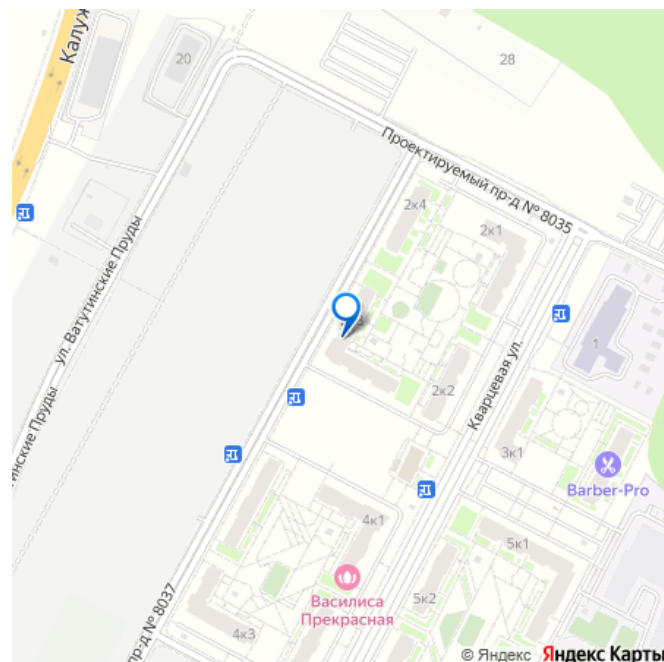 Калуж
20
28
Проектируемый пр-д № 8035
2к4
2к1
ул. Ватутинские Пруды
1
Кварцевая ул.
2к2
3к1
инские Пруды
Barber-Pro
4к1
5к1
Василиса
Прекрасная
5к2
4к3
пр-д № 8037
© Яндекс Яндекс Карты